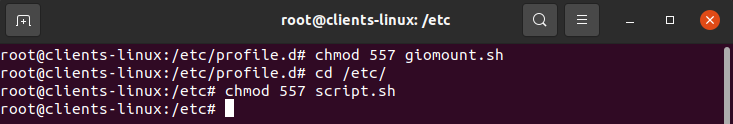 root@clients-linux: /etc
root@clients-linux:/etc/profile.d# chmod 557 giomount.sh
root@clients-linux:/etc/profile.d# cd /etc/
root@clients-linux:/etc# chmod 557 script.sh
root@clients-linux:/etc#